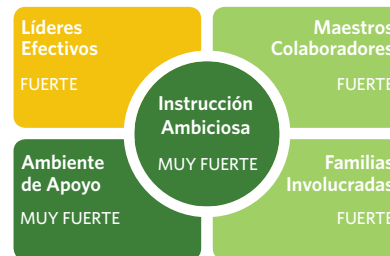 Líderes
Efectivos
FUERTE
Maestros
Colaboradores
FUERTE
Instrucción
Ambiciosa
MUY FUERTE
Ambiente
de Apoyo
MUY FUERTE
Familias
Involucradas
FUERTE